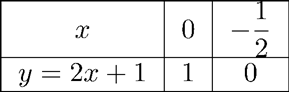 x 0 -1/2
y = 2x + 1 1 0